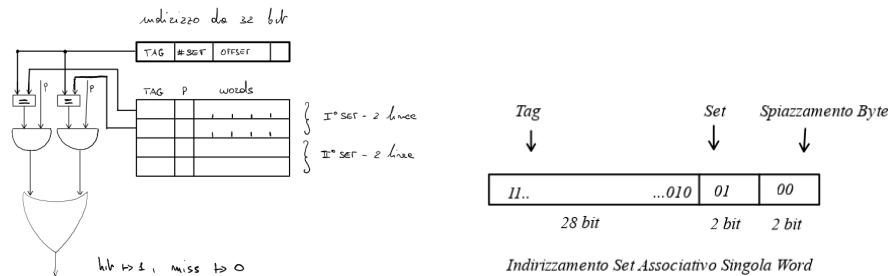 indirizzo da 32 bit
TAG #SET OFFSET
P P
TAG P words
= =
I° SET - 2 linee
II° SET - 2 linee
hit ↦ 1, miss ↦ 0
Tag Set Spiazzamento Byte
11.. ...010 01 00
28 bit 2 bit 2 bit
Indirizzamento Set Associativo Singola Word